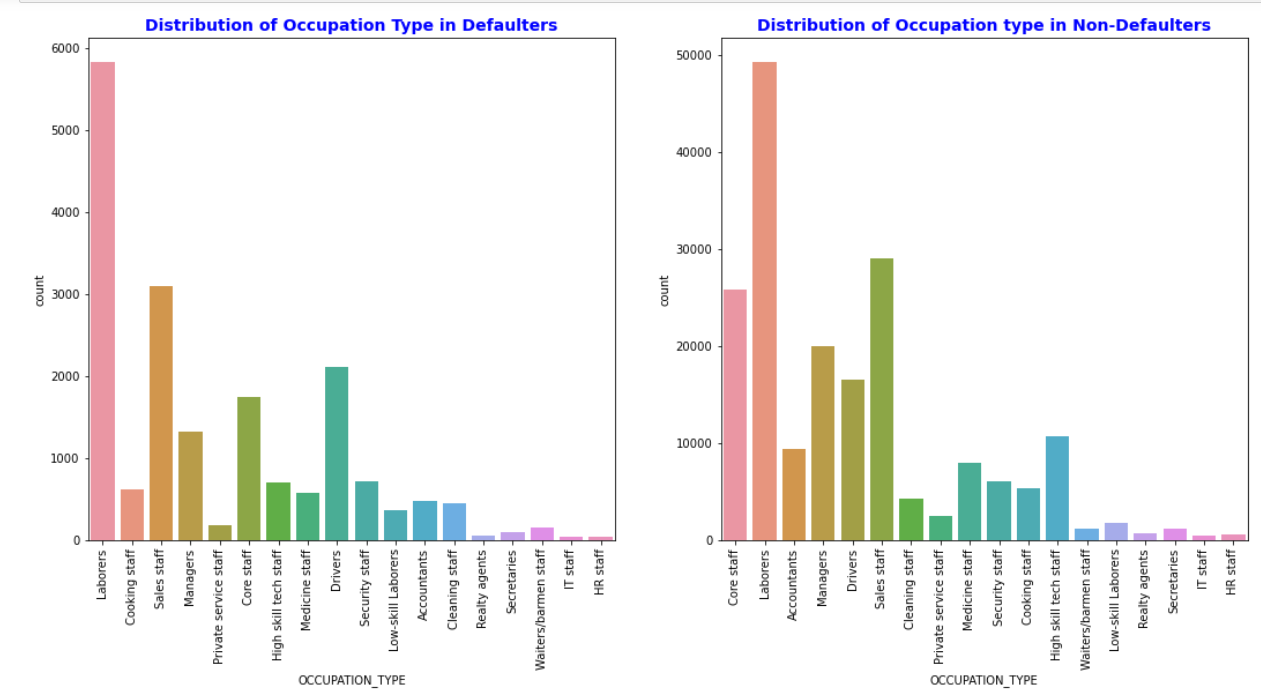 Distribution of Occupation Type in Defaulters
6000
5000
4000
3000
2000
1000
0
count
Laborers
Cooking staff
Sales staff
Managers
Private service staff
Core staff
High skill tech staff
Medicine staff
Drivers
Security staff
Low-skill Laborers
Accountants
Cleaning staff
Realty agents
Secretaries
Waiters/barmen staff
IT staff
HR staff
OCCUPATION_TYPE
Distribution of Occupation type in Non-Defaulters
50000
40000
30000
20000
10000
0
count
Core staff
Laborers
Accountants
Managers
Drivers
Sales staff
Cleaning staff
Private service staff
Medicine staff
Security staff
Cooking staff
High skill tech staff
Waiters/barmen staff
Low-skill Laborers
Realty agents
Secretaries
IT staff
HR staff
OCCUPATION_TYPE